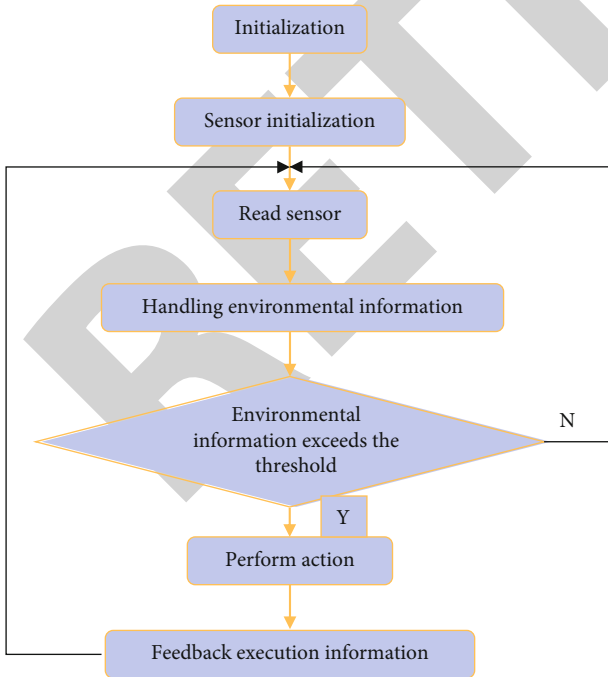 Initialization
Sensor initialization
Read sensor
Handling environmental information
Environmental
information exceeds the
threshold
N
Y
Perform action
Feedback execution information